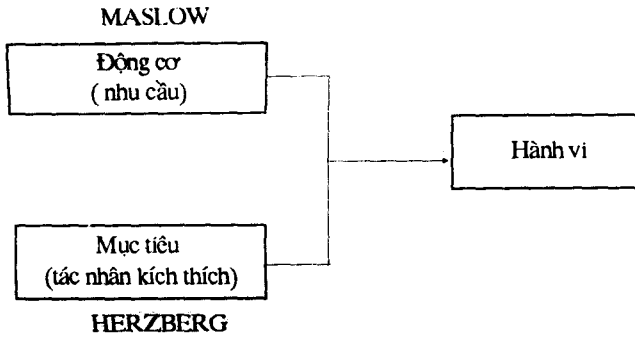 MASLOW
Động cơ
( nhu cầu)
Hành vi
Mục tiêu
(tác nhân kích thích)
HERZBERG